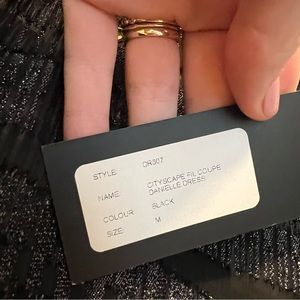 STYLE: DR307
NAME: CITYSCAPE FIL COUPE
DANIELLE DRESS
COLOUR: BLACK
SIZE: M